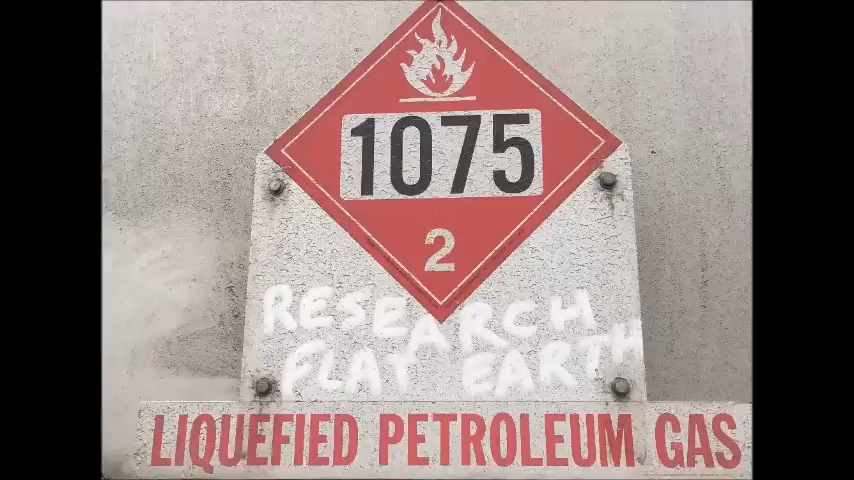 1075
2
RESEARCH
FLAT EARTH
LIQUEFIED PETROLEUM GAS